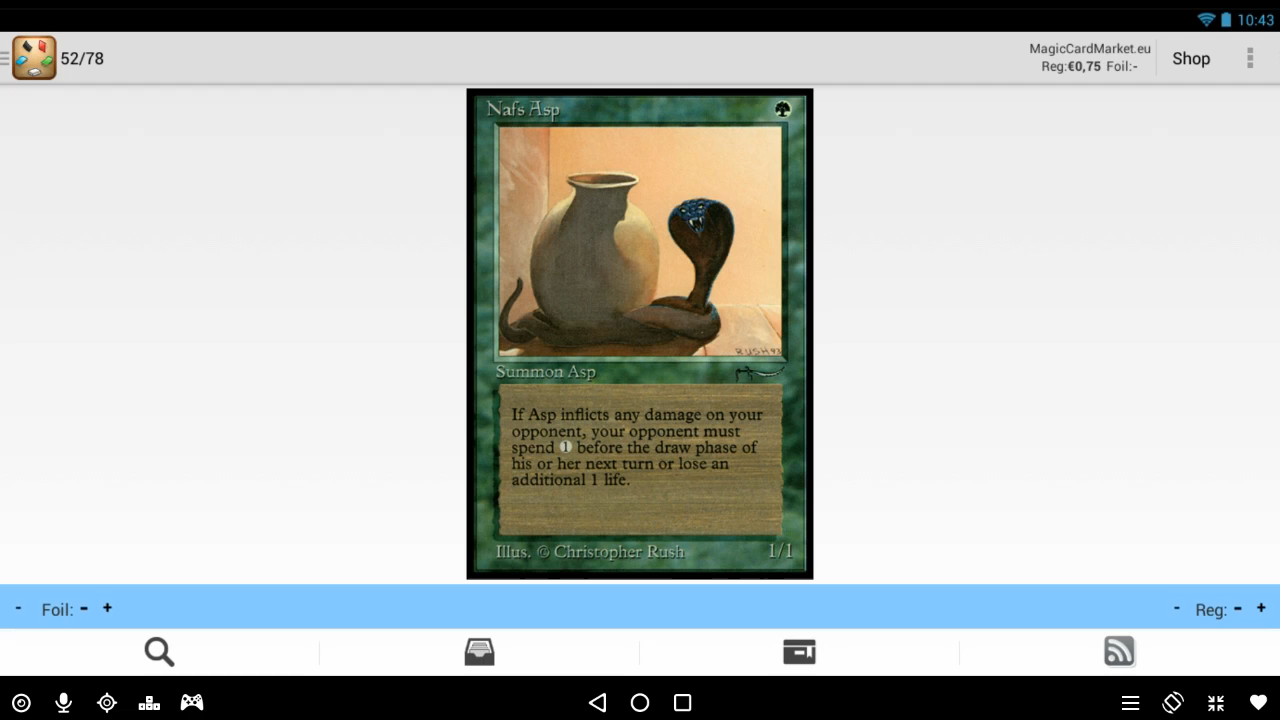 10:43
52/78
MagicCardMarket.eu
Reg:€0,75 Foil:-
Shop
Nafs Asp
RUSH93
Summon Asp
If Asp inflicts any damage on your
opponent, your opponent must
spend 1 before the draw phase of
his or her next turn or lose an
additional 1 life.
Illus. © Christopher Rush 1/1
- Foil: - +
- Reg: - +